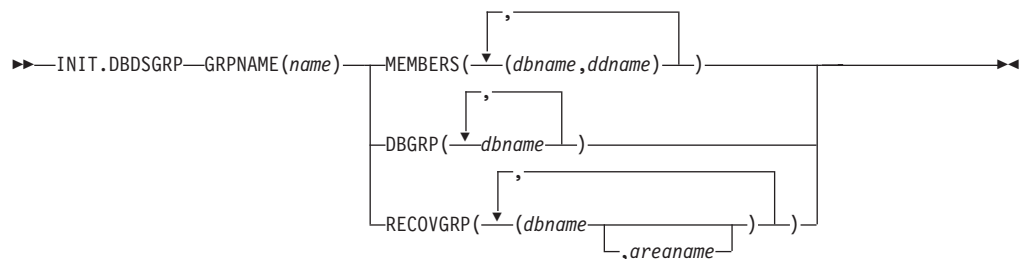 ,
INIT.DBDSGRP GRPNAME(name) MEMBERS( (dbname,ddname) )
,
DBGRP( dbname )
,
RECOVGRP( (dbname ) )
,areaname